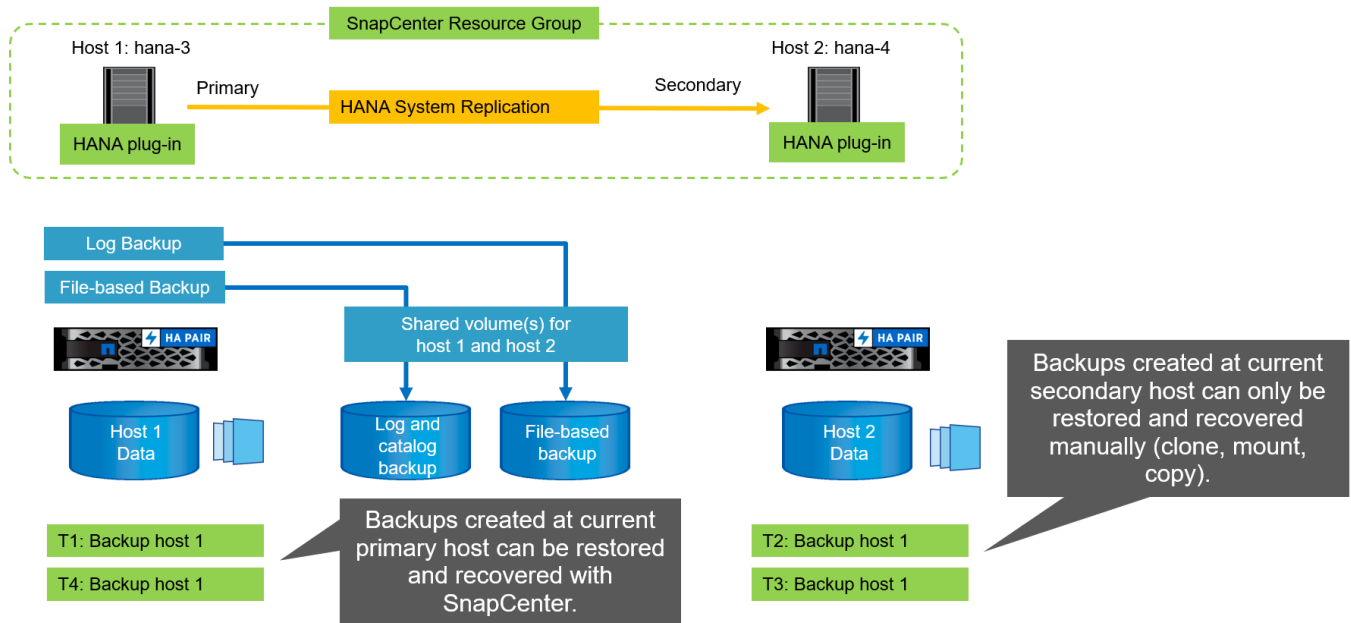 SnapCenter Resource Group
Host 1: hana-3
Host 2: hana-4
Primary
HANA System Replication
Secondary
HANA plug-in
HANA plug-in
Log Backup
File-based Backup
Shared volume(s) for
host 1 and host 2
HA PAIR
HA PAIR
Host 1
Data
Log and
catalog
backup
File-based
backup
Host 2
Data
Backups created at current
secondary host can only be
restored and recovered
manually (clone, mount,
copy).
T1: Backup host 1
T4: Backup host 1
Backups created at current
primary host can be restored
and recovered with
SnapCenter.
T2: Backup host 1
T3: Backup host 1